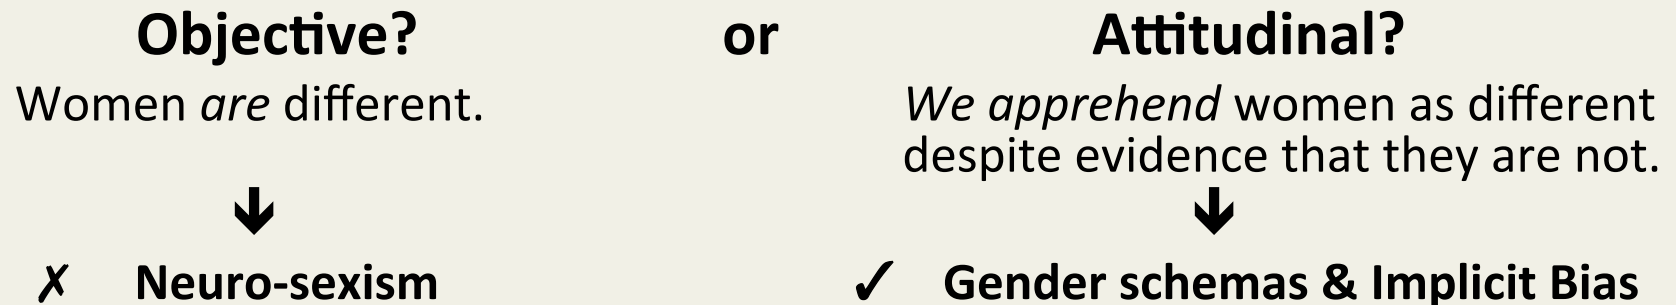 Objective? or Attitudinal?
Women are different. We apprehend women as different
despite evidence that they are not.
↓ ↓
✗ Neuro-sexism ✓ Gender schemas & Implicit Bias